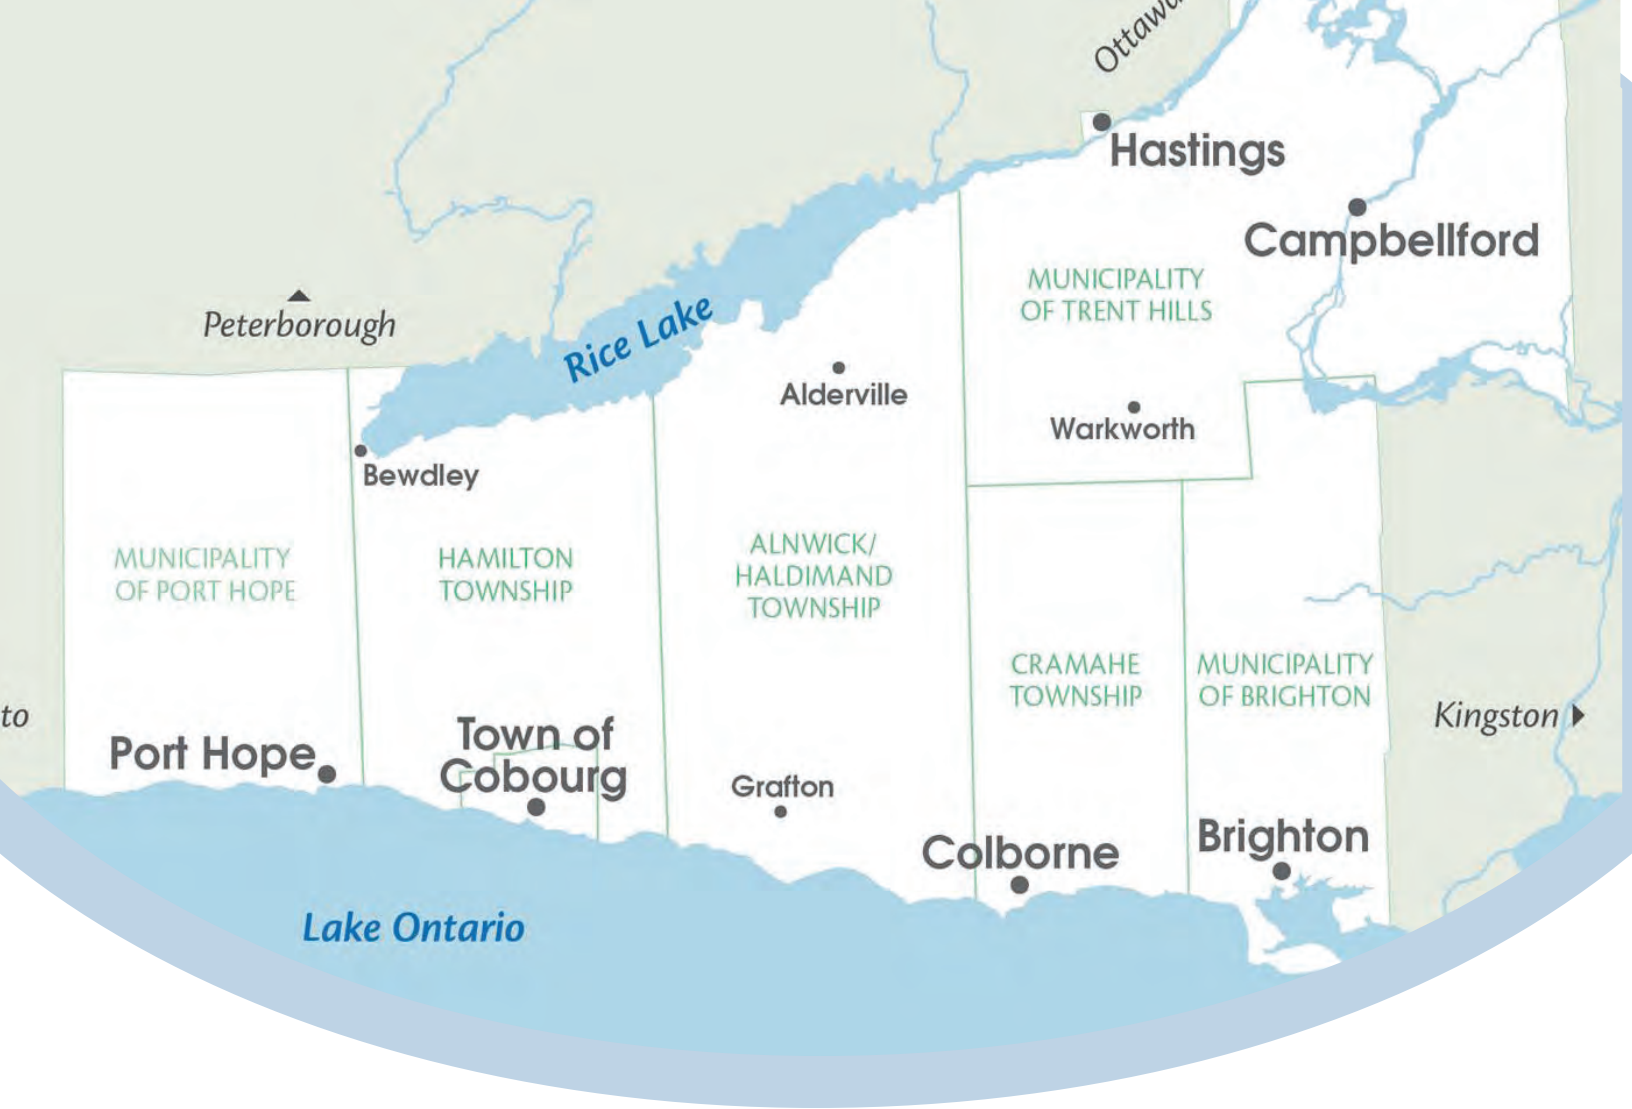 Ottawa
Hastings
Campbellford
MUNICIPALITY
OF TRENT HILLS
Peterborough
Rice Lake
Alderville
Warkworth
Bewdley
MUNICIPALITY
OF PORT HOPE
HAMILTON
TOWNSHIP
ALNWICK/
HALDIMAND
TOWNSHIP
CRAMAHE
TOWNSHIP
MUNICIPALITY
OF BRIGHTON
to
Kingston
Port Hope
Town of
Cobourg
Grafton
Colborne
Brighton
Lake Ontario